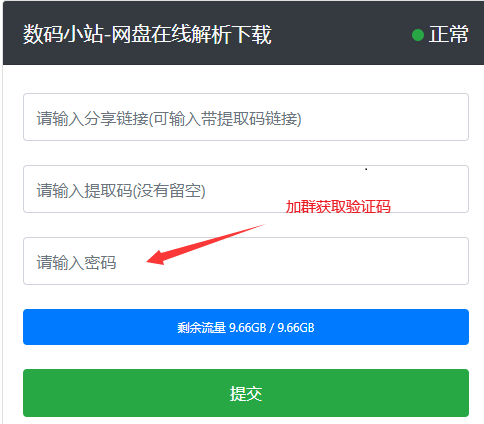 数码小站-网盘在线解析下载 正常
请输入分享链接(可输入带提取码链接)
请输入提取码(没有留空)
加群获取验证码
请输入密码
剩余流量 9.66GB / 9.66GB
提交